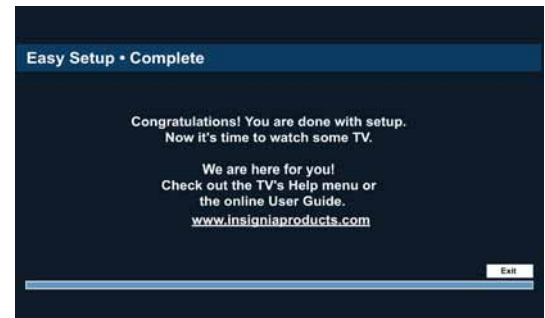 Easy Setup • Complete
Congratulations! You are done with setup.
Now it's time to watch some TV.
We are here for you!
Check out the TV's Help menu or
the online User Guide.
www.insigniaproducts.com
Exit